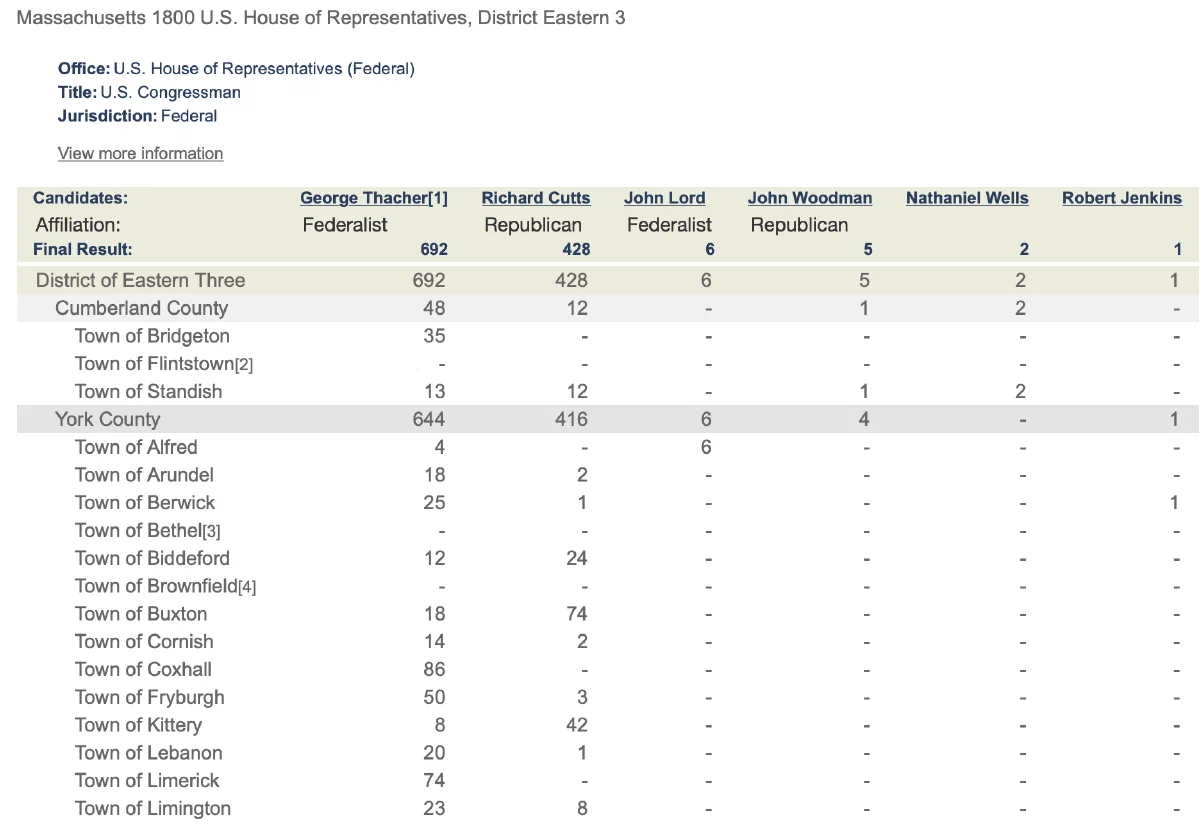 Massachusetts 1800 U.S. House of Representatives, District Eastern 3
Office: U.S. House of Representatives (Federal)
Title: U.S. Congressman
Jurisdiction: Federal
View more information
Candidates: George Thacher[1] Richard Cutts John Lord John Woodman Nathaniel Wells Robert Jenkins
Affiliation: Federalist Republican Federalist Republican
Final Result: 692 428 6 5 2 1
District of Eastern Three 692 428 6 5 2 1
Cumberland County 48 12 - 1 2 -
Town of Bridgeton 35 - - - - -
Town of Flintstown[2] - - - - - -
Town of Standish 13 12 - 1 2 -
York County 644 416 6 4 - 1
Town of Alfred 4 - 6 - - -
Town of Arundel 18 2 - - - -
Town of Berwick 25 1 - - - 1
Town of Bethel[3] - - - - - -
Town of Biddeford 12 24 - - - -
Town of Brownfield[4] - - - - - -
Town of Buxton 18 74 - - - -
Town of Cornish 14 2 - - - -
Town of Coxhall 86 - - - - -
Town of Fryburgh 50 3 - - - -
Town of Kittery 8 42 - - - -
Town of Lebanon 20 1 - - - -
Town of Limerick 74 - - - - -
Town of Limington 23 8 - - - -